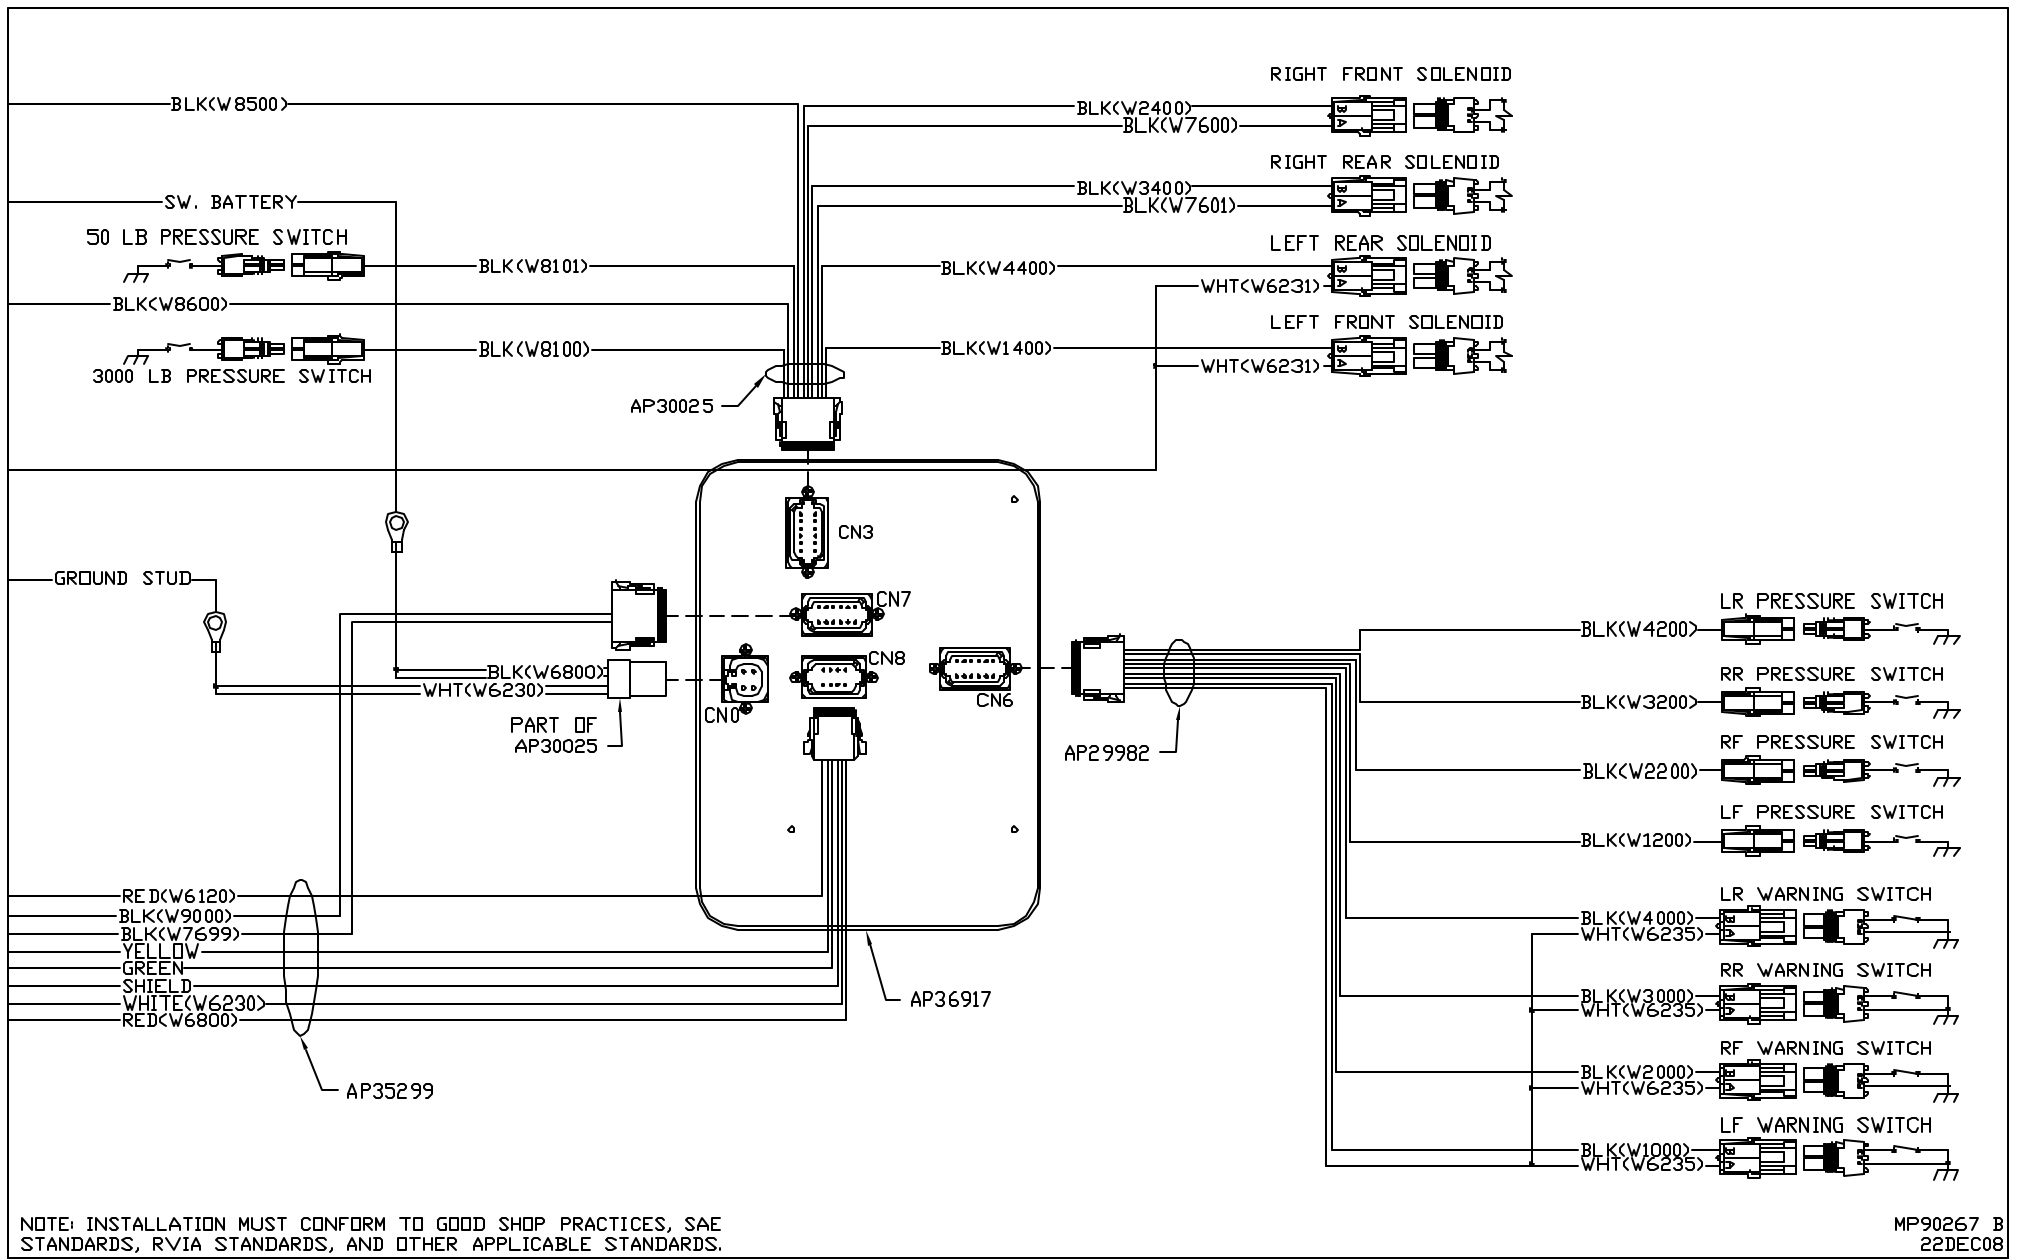 RIGHT FRONT SOLENOID
BLK(W8500)
BLK(W2400)
BLK(W7600)
B
A
RIGHT REAR SOLENOID
BLK(W3400)
BLK(W7601)
B
A
SW. BATTERY
50 LB PRESSURE SWITCH
BLK(W8101)
LEFT REAR SOLENOID
BLK(W4400)
WHT(W6231)
B
A
BLK(W8600)
LEFT FRONT SOLENOID
BLK(W8100)
BLK(W1400)
WHT(W6231)
B
A
3000 LB PRESSURE SWITCH
AP30025
CN3
GROUND STUD
CN7
CN8
CN6
CN0
BLK(W6800)
WHT(W6230)
PART OF
AP30025
AP29982
LR PRESSURE SWITCH
BLK(W4200)
RR PRESSURE SWITCH
BLK(W3200)
RF PRESSURE SWITCH
BLK(W2200)
LF PRESSURE SWITCH
BLK(W1200)
LR WARNING SWITCH
BLK(W4000)
WHT(W6235)
B
A
RR WARNING SWITCH
BLK(W3000)
WHT(W6235)
B
A
RF WARNING SWITCH
BLK(W2000)
WHT(W6235)
B
A
LF WARNING SWITCH
BLK(W1000)
WHT(W6235)
B
A
RED(W6120)
BLK(W9000)
BLK(W7699)
YELLOW
GREEN
SHIELD
WHITE(W6230)
RED(W6800)
AP36917
AP35299
NOTE: INSTALLATION MUST CONFORM TO GOOD SHOP PRACTICES, SAE
STANDARDS, RVIA STANDARDS, AND OTHER APPLICABLE STANDARDS.
MP90267 B
22DEC08